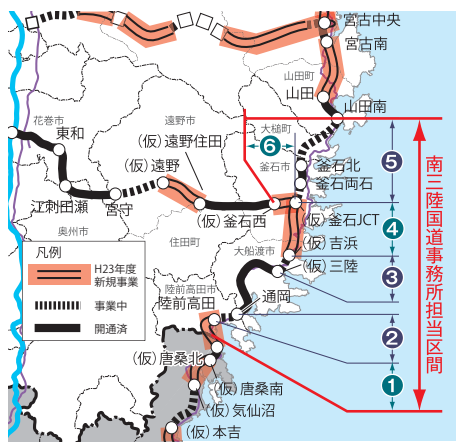 宮古中央
宮古南
山田町
山田
山田南
花巻市
東和
遠野市
(仮)遠野住田
(仮)遠野
大槌町
6
釜石市
釜石北
釜石両石
5
江刺田瀬
宮守
(仮)釜石西
(仮)釜石JCT
4
奥州市
住田町
(仮)吉浜
大船渡市
(仮)三陸
3
凡例
H23年度
新規事業
事業中
開通済
陸前高田市
陸前高田
通岡
2
(仮)唐桑北
(仮)唐桑南
1
(仮)気仙沼
(仮)本吉
南三陸国道事務所担当区間